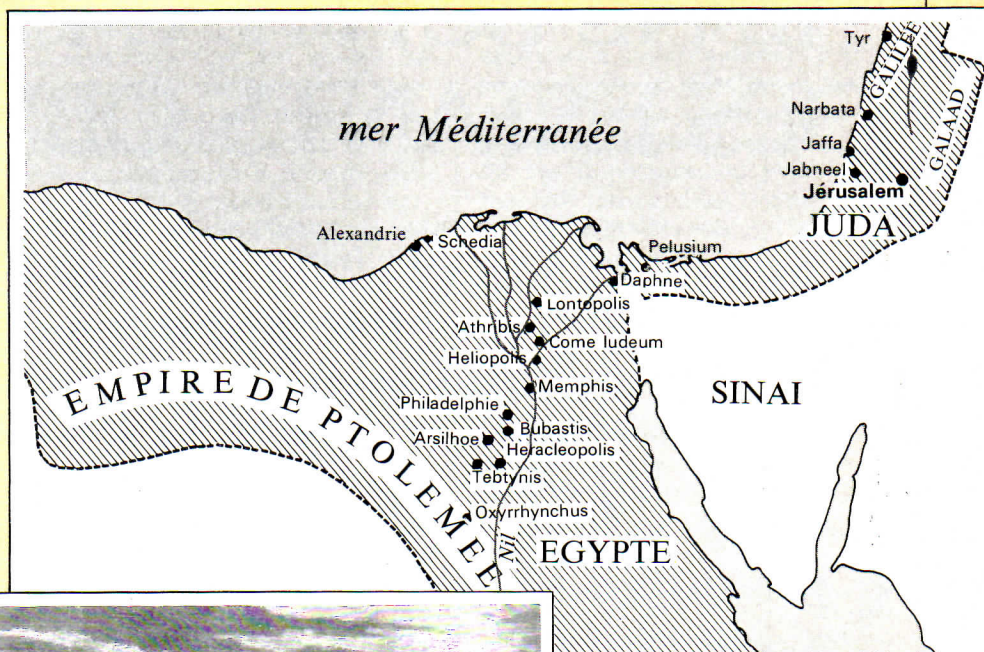 Tyr
GALILÉE
GALAAD
mer Méditerranée
Narbata
Jaffa
Jabneel
Jérusalem
JUDA
Alexandrie
Schedia
Pelusium
Daphne
Lontopolis
Athribis
Come Iudeum
Heliopolis
SINAI
Memphis
EMPIRE DE PTOLEMÉE
Philadelphie
Bubastis
Arsilhoe
Heracleopolis
Tebtynis
Oxyrrhynchus
Nil
EGYPTE